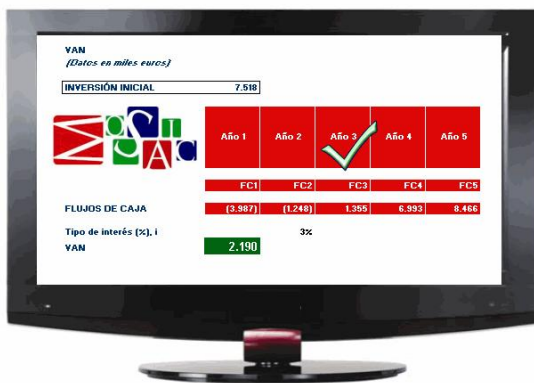 VAN
(Datos en miles euros)
INVERSIÓN INICIAL 7.518
MOSICAC
Año 1 Año 2 Año 3 Año 4 Año 5
FC1 FC2 FC3 FC4 FC5
FLUJOS DE CAJA (3.987) (1.248) 1.355 6.993 8.466
Tipo de interés (%), i 3%
VAN 2.190